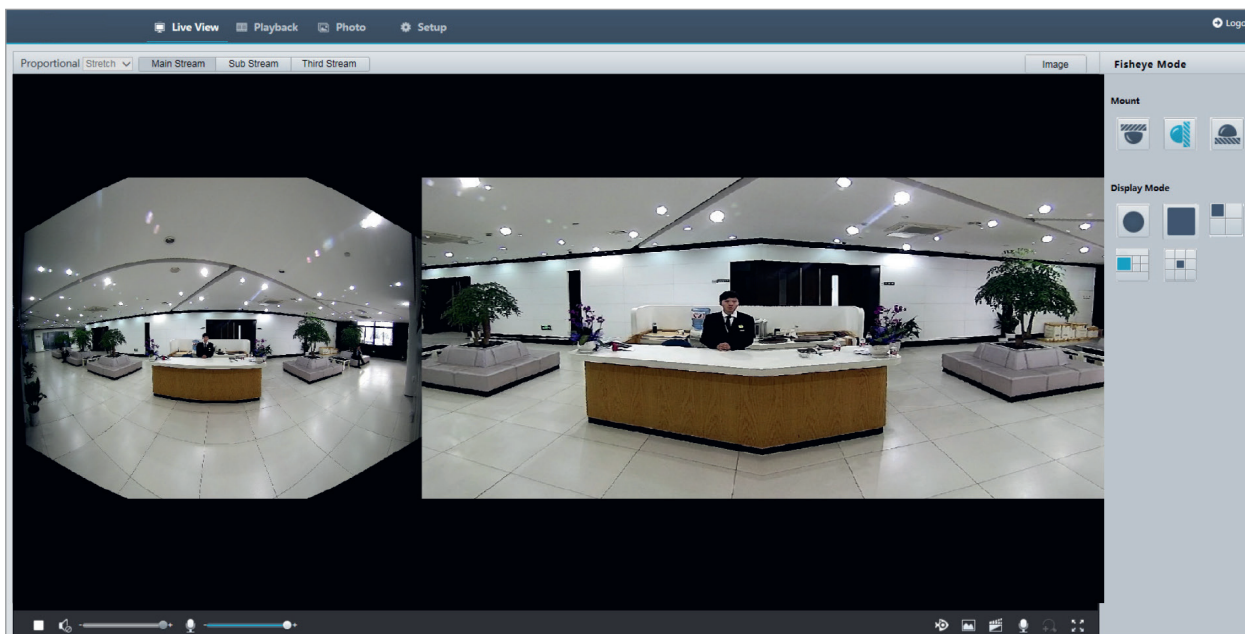 Live View Playback Photo Setup Logo
Proportional Stretch Main Stream Sub Stream Third Stream Image Fisheye Mode
Mount
Display Mode